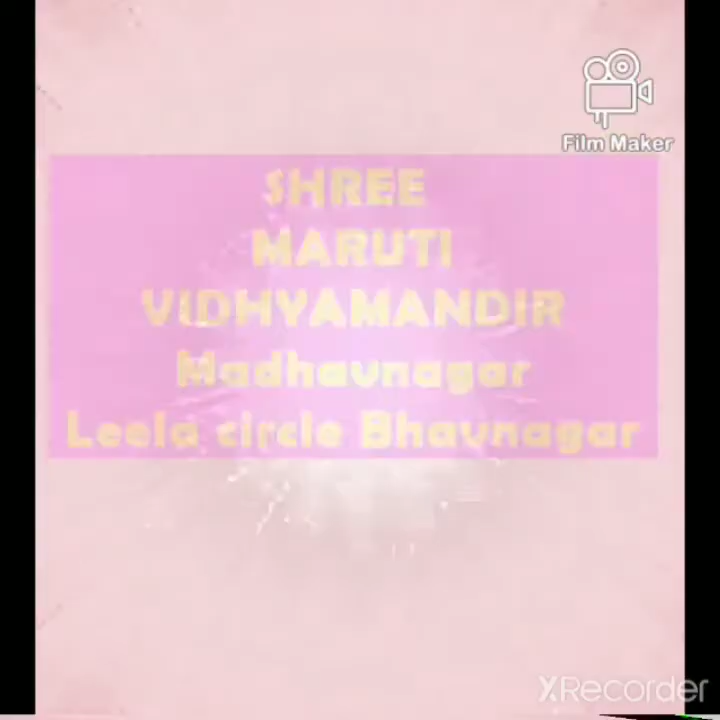 Film Maker
SHREE
MARUTI
VIDHYAMANDIR
Madhavnagar
Leela circle Bhavnagar
XRecorder